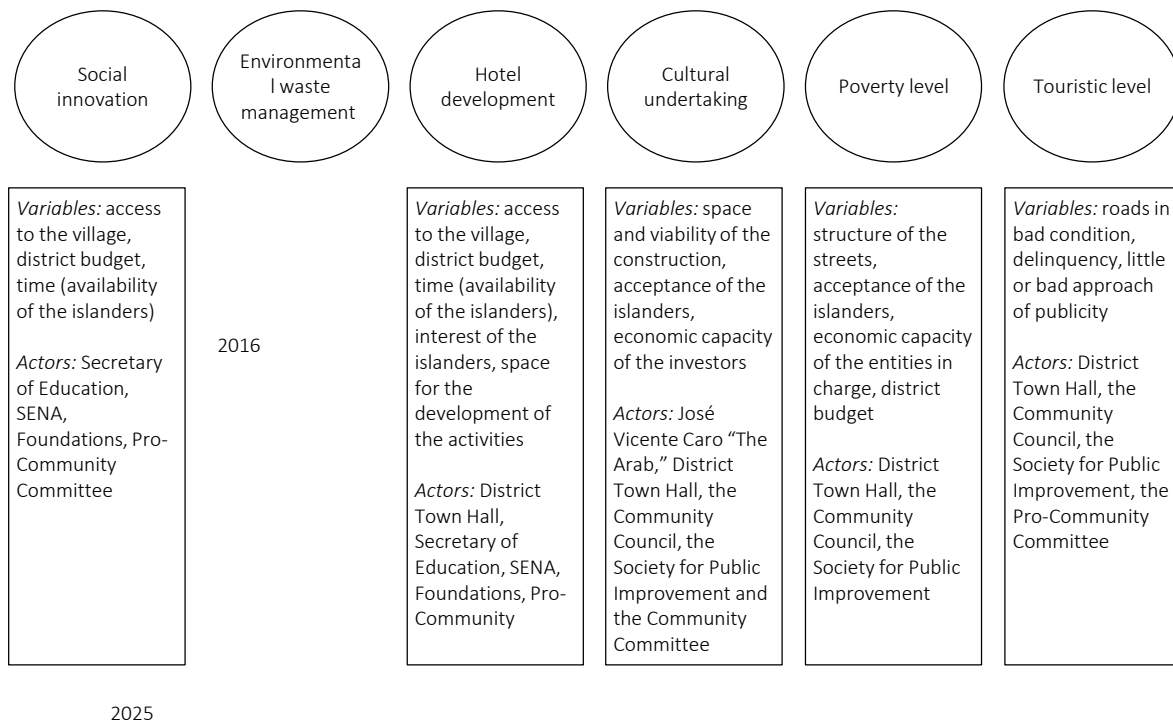 Social
innovation
Environmenta
l waste
management
Hotel
development
Cultural
undertaking
Poverty level
Touristic level
Variables: access
to the village,
district budget,
time (availability
of the islanders)
Actors: Secretary
of Education,
SENA,
Foundations, Pro-
Community
Committee
2016
Variables: access
to the village,
district budget,
time (availability
of the islanders),
interest of the
islanders, space
for the
development of
the activities
Actors: District
Town Hall,
Secretary of
Education, SENA,
Foundations, Pro-
Community
Variables: space
and viability of the
construction,
acceptance of the
islanders,
economic capacity
of the investors
Actors: José
Vicente Caro “The
Arab,” District
Town Hall, the
Community
Council, the
Society for Public
Improvement and
the Community
Committee
Variables:
structure of the
streets,
acceptance of the
islanders,
economic capacity
of the entities in
charge, district
budget
Actors: District
Town Hall, the
Community
Council, the
Society for Public
Improvement
Variables: roads in
bad condition,
delinquency, little
or bad approach
of publicity
Actors: District
Town Hall, the
Community
Council, the
Society for Public
Improvement, the
Pro-Community
Committee
2025